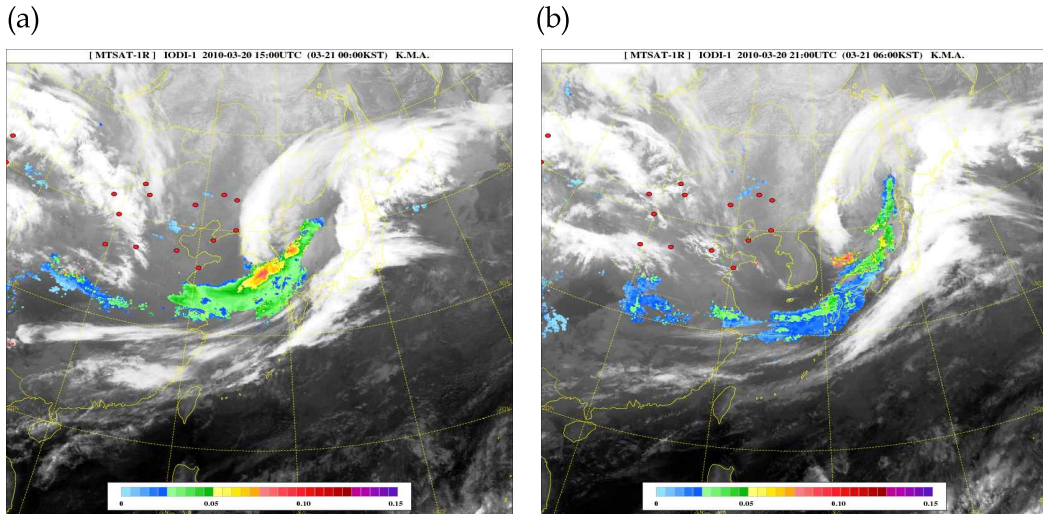 (a)
(b)
[ MTSAT-1R ] IODI-1 2010-03-20 15:00UTC (03-21 00:00KST) K.M.A.
[ MTSAT-1R ] IODI-1 2010-03-20 21:00UTC (03-21 06:00KST) K.M.A.
0 0.05 0.10 0.15
0 0.05 0.10 0.15